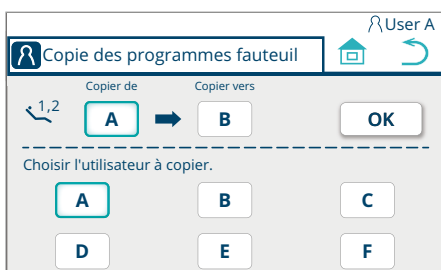 User A
Copie des programmes fauteuil
Copier de Copier vers
1,2 A B OK
Choisir l'utilisateur à copier.
A B C
D E F